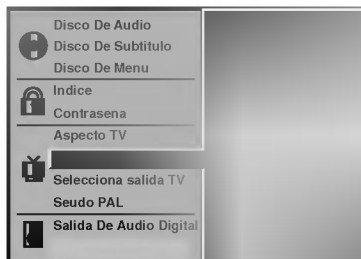 Disco De Audio
Disco De Subtitulo
Disco De Menu
Indice
Contrasena
Aspecto TV
Selecciona salida TV
Seudo PAL
Salida De Audio Digital